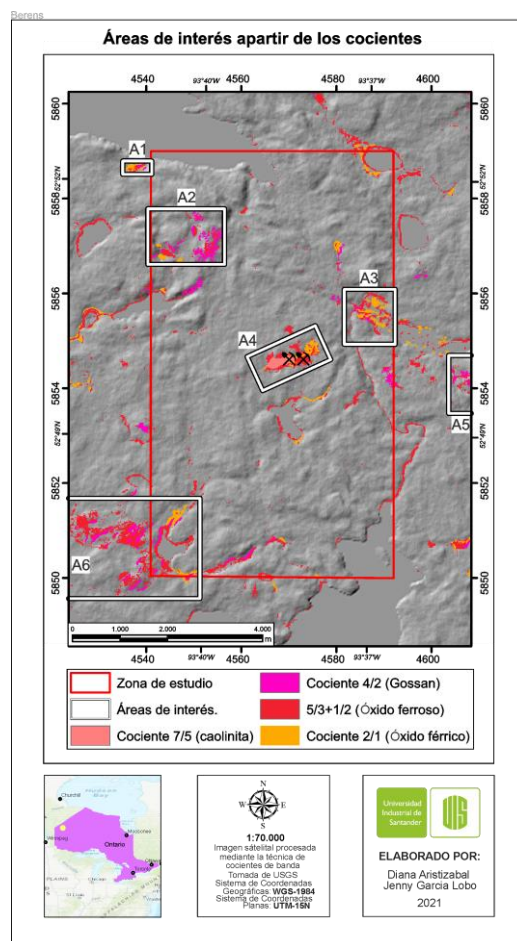 Berens
Áreas de interés apartir de los cocientes
4540 93°40'W 4560 4580 93°37'W 4600
5860 5860
52°52'N 52°52'N
5858 5858
5856 5856
5854 5854
52°49'N 52°49'N
5852 5852
5850 5850
A1
A2
A3
A4
A5
A6
0 1.000 2.000 4.000
m
4540 93°40'W 4560 4580 93°37'W 4600
Zona de estudio
Áreas de interés.
Cociente 7/5 (caolinita)
Cociente 4/2 (Gossan)
5/3+1/2 (Óxido ferroso)
Cociente 2/1 (Óxido férrico)
Churchill
Winnipeg
Ontario
Moosonee
N
W E
S
1:70.000
Imagen sátelital procesada
mediante la técnica de
cocientes de banda
Tomada de USGS
Sistema de Coordenadas
Geográficas: WGS-1984
Sistema de Coordenadas
Planas: UTM-15N
Universidad
Industrial de
Santander
UIS
ELABORADO POR:
Diana Aristizabal
Jenny Garcia Lobo
2021